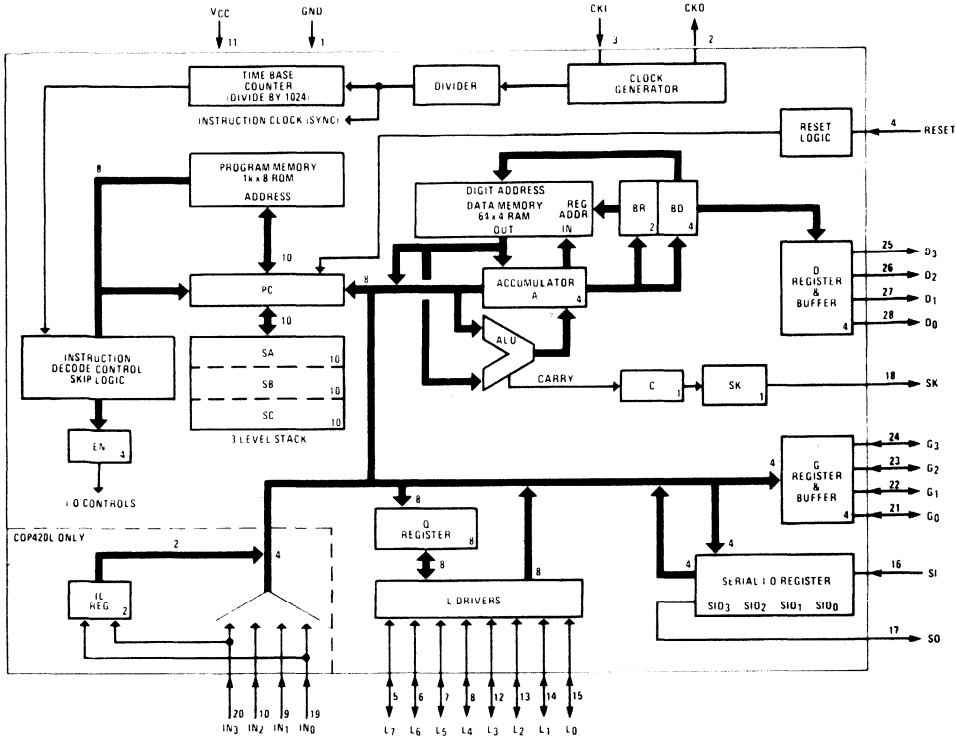 VCC GND CKI CKO
11 1 3 2
TIME BASE
COUNTER
(DIVIDE BY 1024)
DIVIDER
CLOCK
GENERATOR
INSTRUCTION CLOCK (SYNC)
RESET
LOGIC
4 RESET
8
PROGRAM MEMORY
1k x 8 ROM
ADDRESS
DIGIT ADDRESS
DATA MEMORY
64 x 4 RAM
REG
ADDR
OUT IN
BR
2
BD
4
10
PC
8
ACCUMULATOR
A
4
D
REGISTER
&
BUFFER
4
25 D3
26 D2
27 D1
28 D0
10
INSTRUCTION
DECODE CONTROL
SKIP LOGIC
SA 10
SB 10
SC 10
3 LEVEL STACK
ALU
CARRY
C
1
SK
1
18 SK
EN
4
I O CONTROLS
4
G
REGISTER
&
BUFFER
4
24 G3
23 G2
22 G1
21 G0
8
Q
REGISTER
8
8
8
4
4
SERIAL I O REGISTER
SIO3 SIO2 SIO1 SIO0
16 SI
17 SO
COP420L ONLY
2
4
IL
REG
2
L DRIVERS
20 10 9 19
IN3 IN2 IN1 IN0
5 6 7 8 12 13 14 15
L7 L6 L5 L4 L3 L2 L1 L0